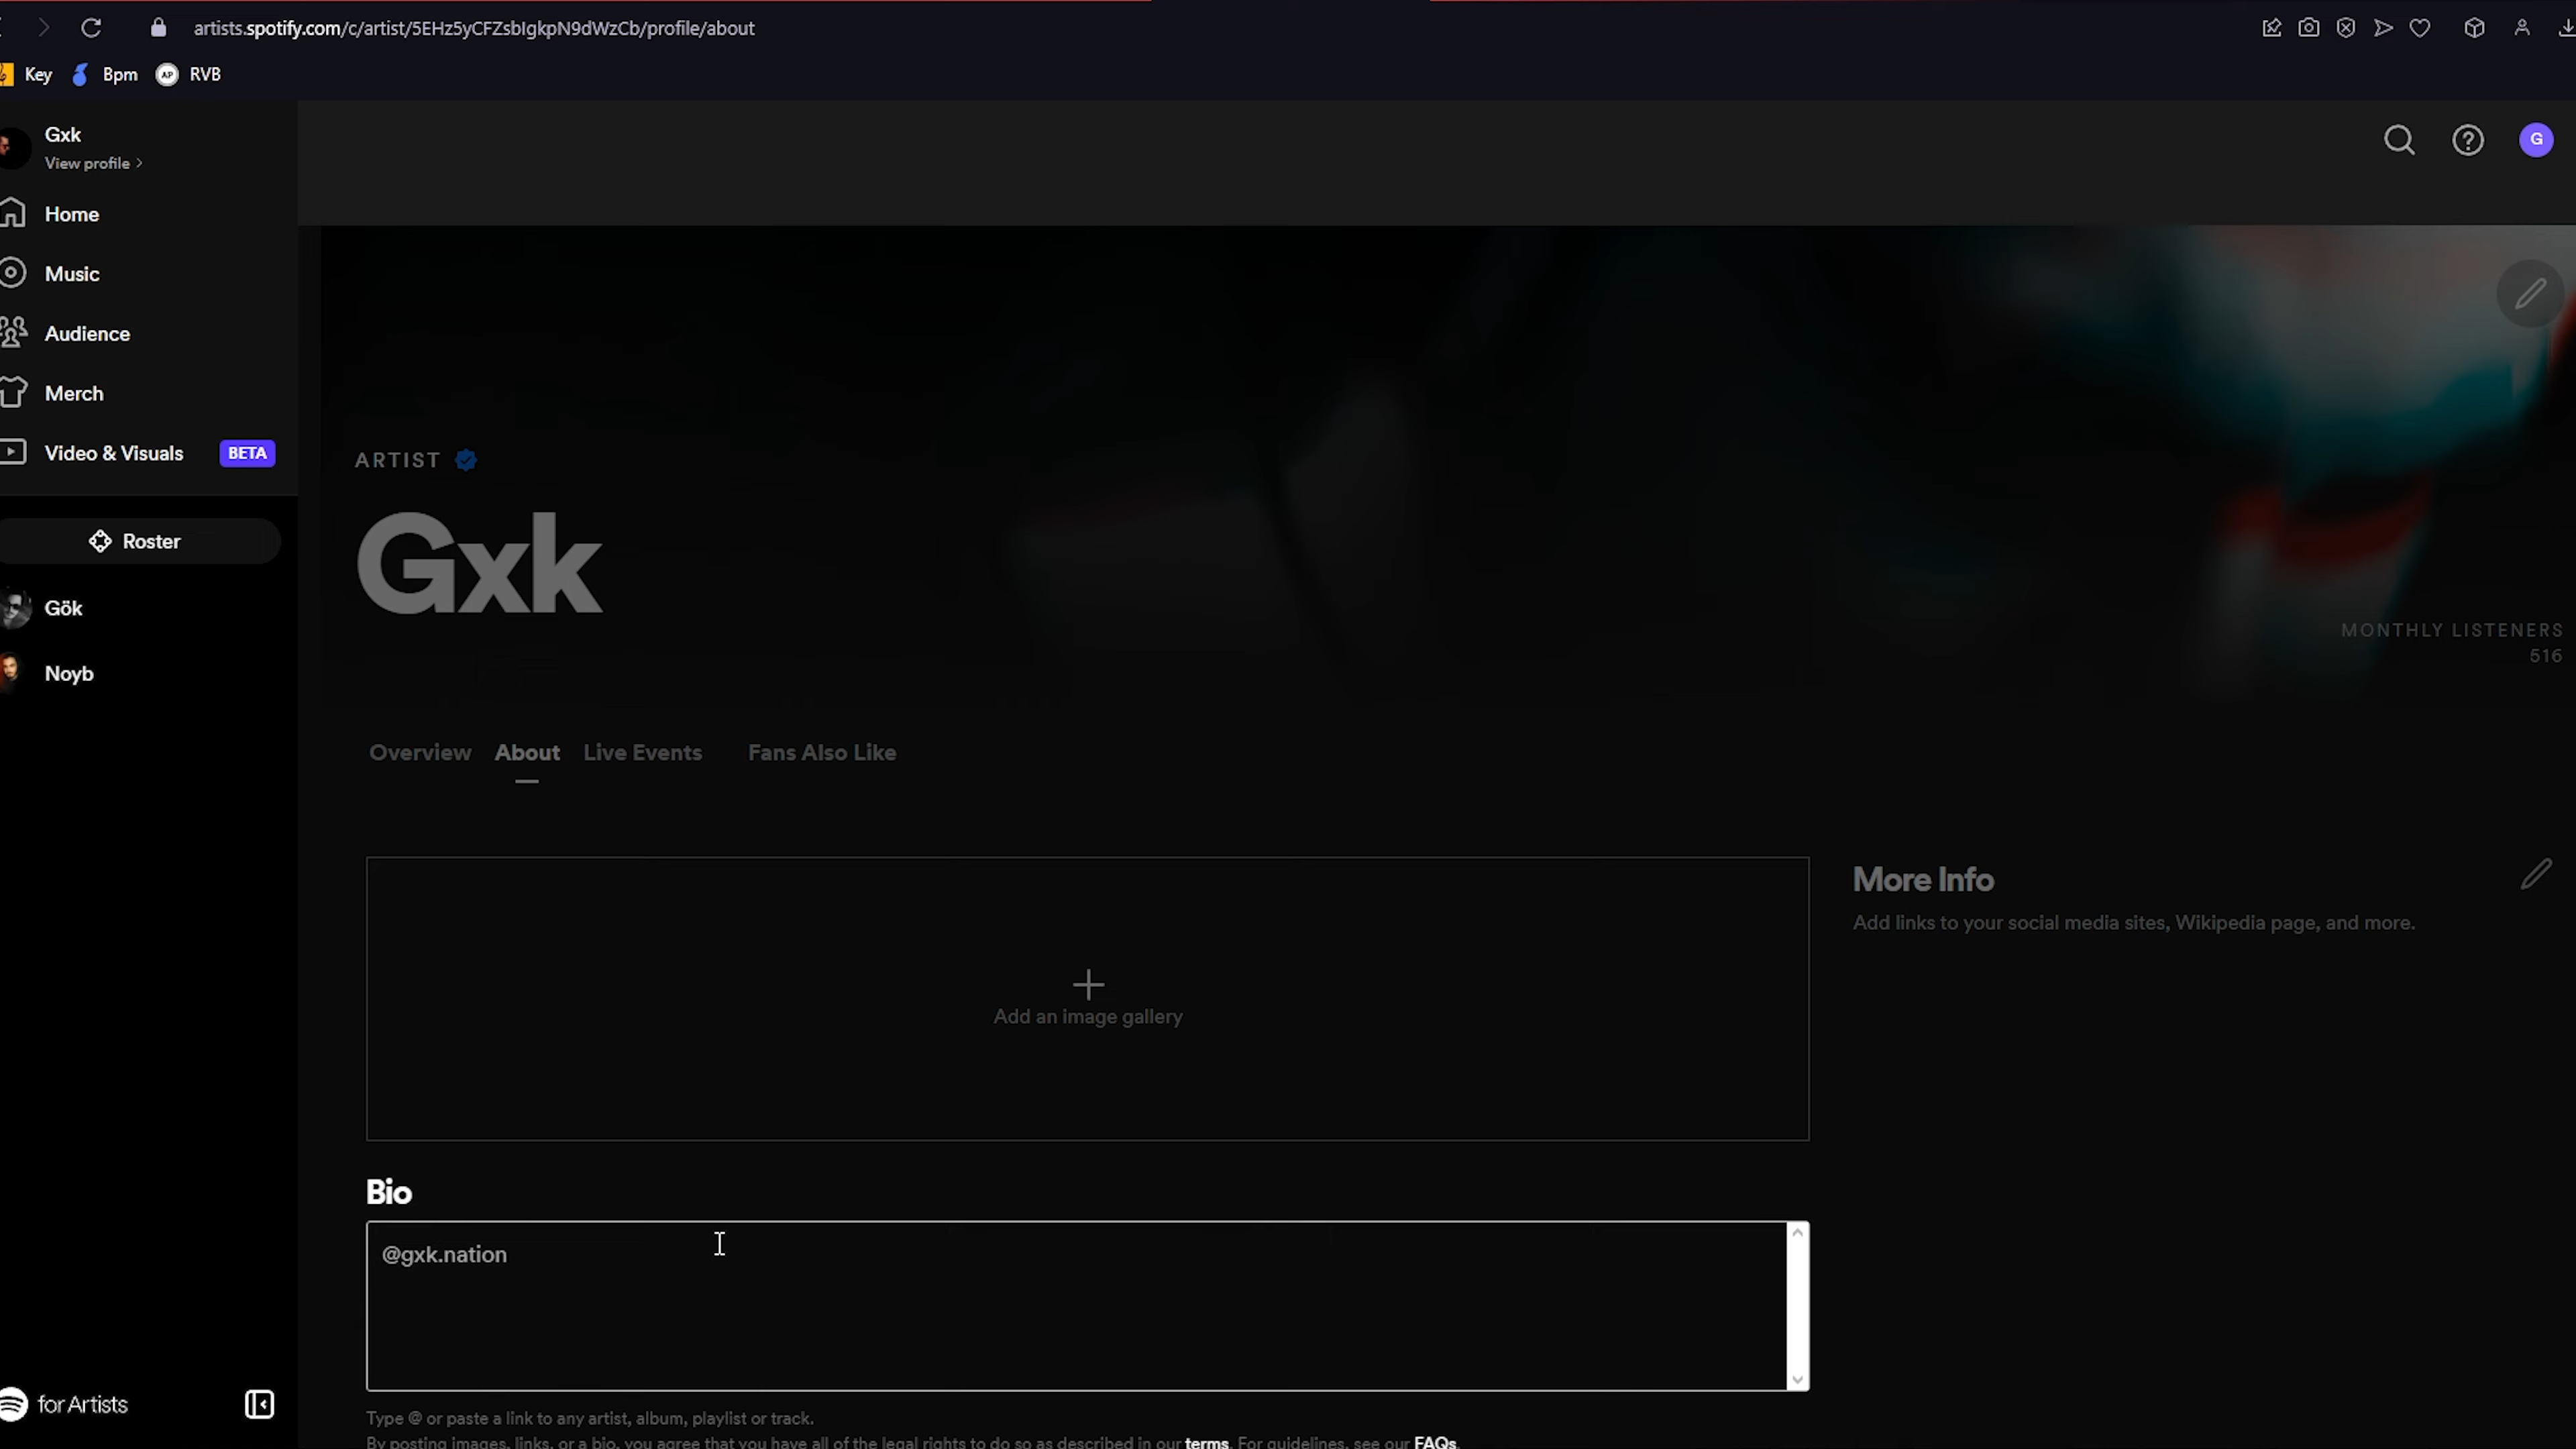 artists.spotify.com/c/artist/5EHz5yCFZsbIgkpN9dWzCb/profile/about
Key Bpm AP RVB
Gxk
View profile
G
Home
Music
Audience
Merch
Video & Visuals BETA
Roster
Gök
Noyb
ARTIST
Gxk
MONTHLY LISTENERS
516
Overview About Live Events Fans Also Like
More Info
Add links to your social media sites, Wikipedia page, and more.
Add an image gallery
Bio
@gxk.nation
Type @ or paste a link to any artist, album, playlist or track.
By posting images, links, or a bio, you agree that you have all of the legal rights to do so as described in our terms. For guidelines, see our FAQs.
for Artists